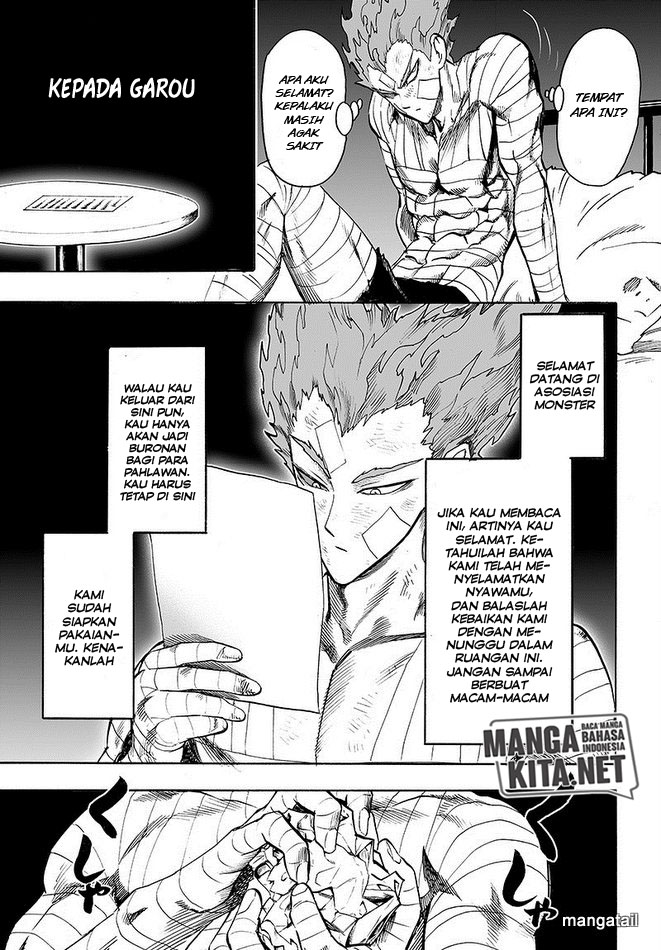 TEMPAT
APA INI?
APA AKU
SELAMAT?
KEPALAKU
MASIH
AGAK
SAKIT
KEPADA GAROU
SELAMAT
DATANG DI
ASOSIASI
MONSTER
JIKA KAU MEMBACA
INI, ARTINYA KAU
SELAMAT. KE-
TAHUILAH BAHWA
KAMI TELAH ME-
NYELAMATKAN
NYAWAMU,
DAN BALASLAH
KEBAIKAN KAMI
DENGAN ME-
NUNGGU DALAM
RUANGAN INI.
JANGAN SAMPAI
BERBUAT
MACAM-MACAM
WALAU KAU
KELUAR DARI
SINI PUN,
KAU HANYA
AKAN JADI
BURONAN
BAGI PARA
PAHLAWAN.
KAU HARUS
TETAP DI SINI
KAMI
SUDAH
SIAPKAN
PAKAIAN-
MU. KENA-
KANLAH
MANGA
KITA.NET
BACA MANGA
BAHASA
INDONESIA
くしゃ
くしゃ
mangatail